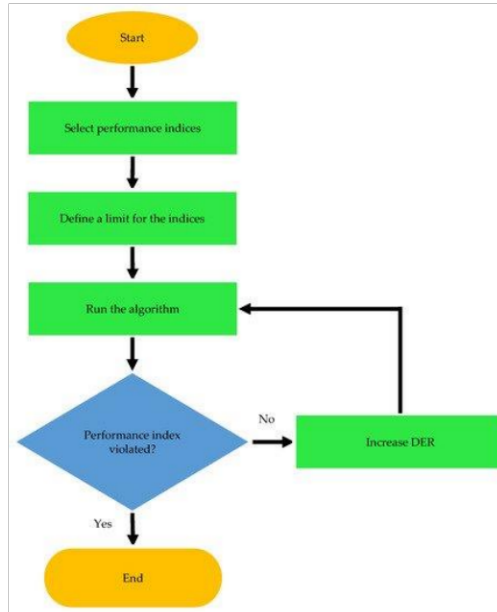 Start
Select performance indices
Define a limit for the indices
Run the algorithm
Performance index
violated?
No
Increase DER
Yes
End